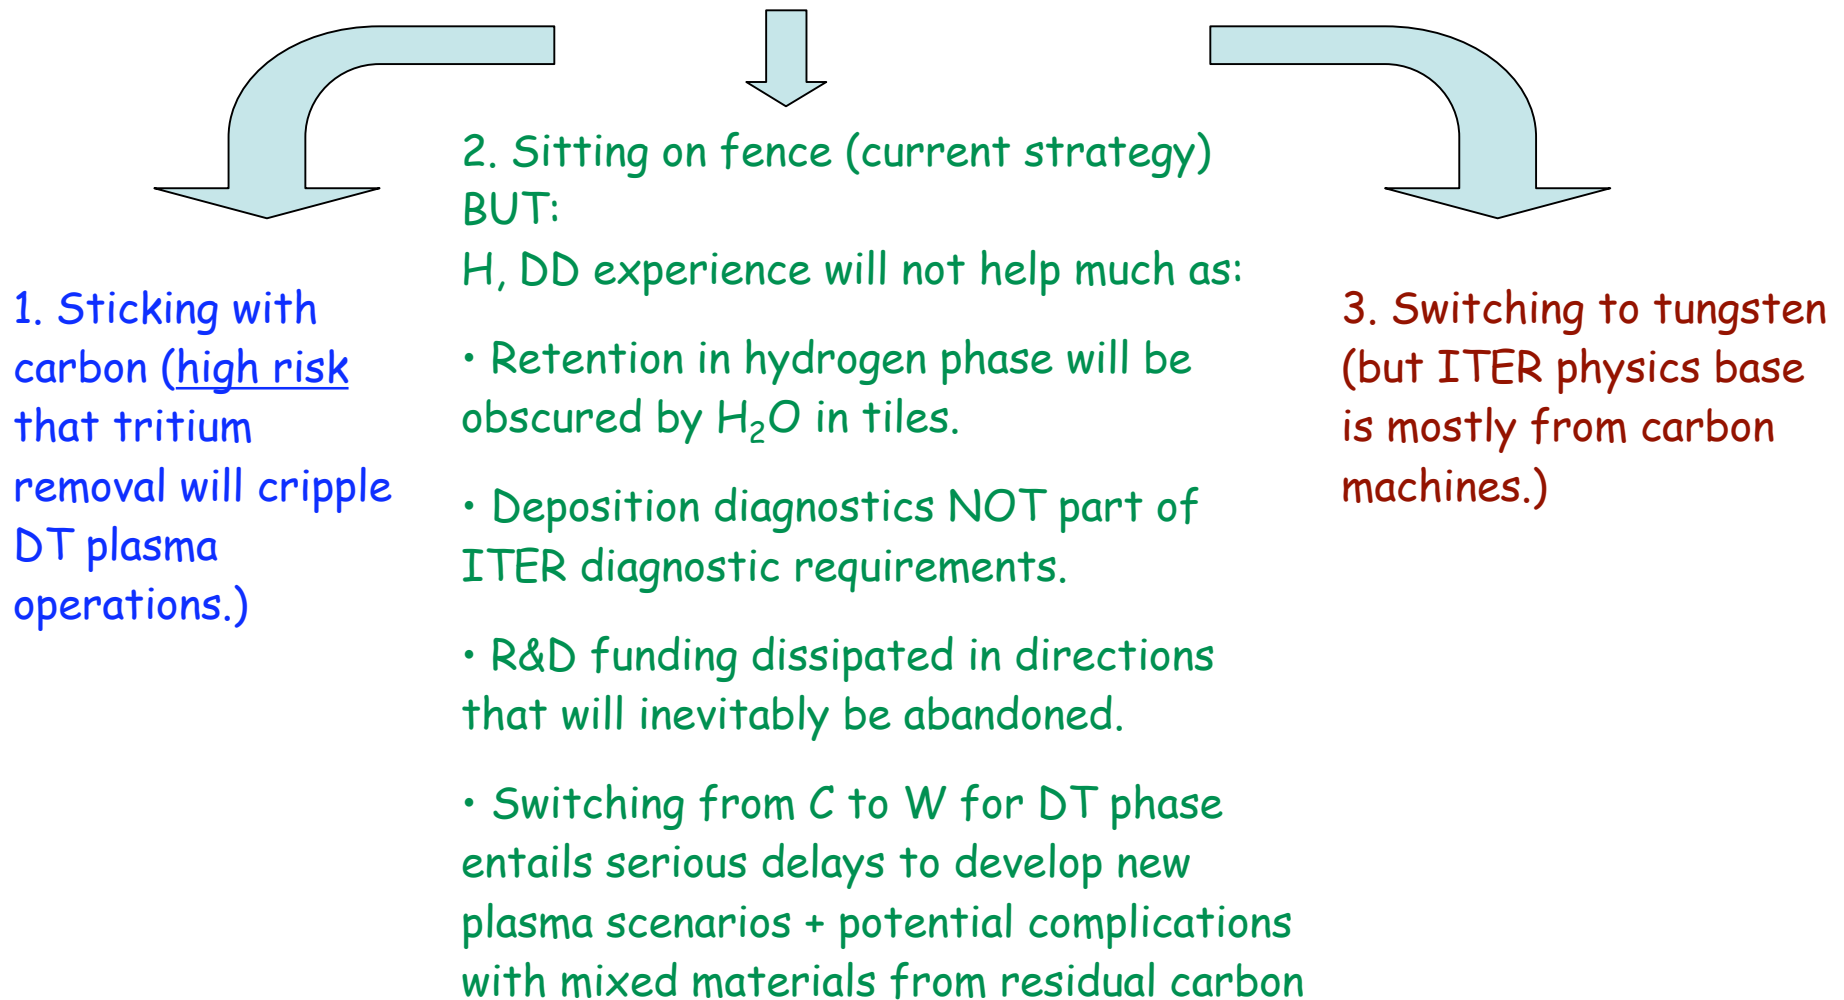 1. Sticking with
carbon (high risk
that tritium
removal will cripple
DT plasma
operations.)
2. Sitting on fence (current strategy)
BUT:
H, DD experience will not help much as:
• Retention in hydrogen phase will be
obscured by H₂O in tiles.
• Deposition diagnostics NOT part of
ITER diagnostic requirements.
• R&D funding dissipated in directions
that will inevitably be abandoned.
• Switching from C to W for DT phase
entails serious delays to develop new
plasma scenarios + potential complications
with mixed materials from residual carbon
3. Switching to tungsten
(but ITER physics base
is mostly from carbon
machines.)